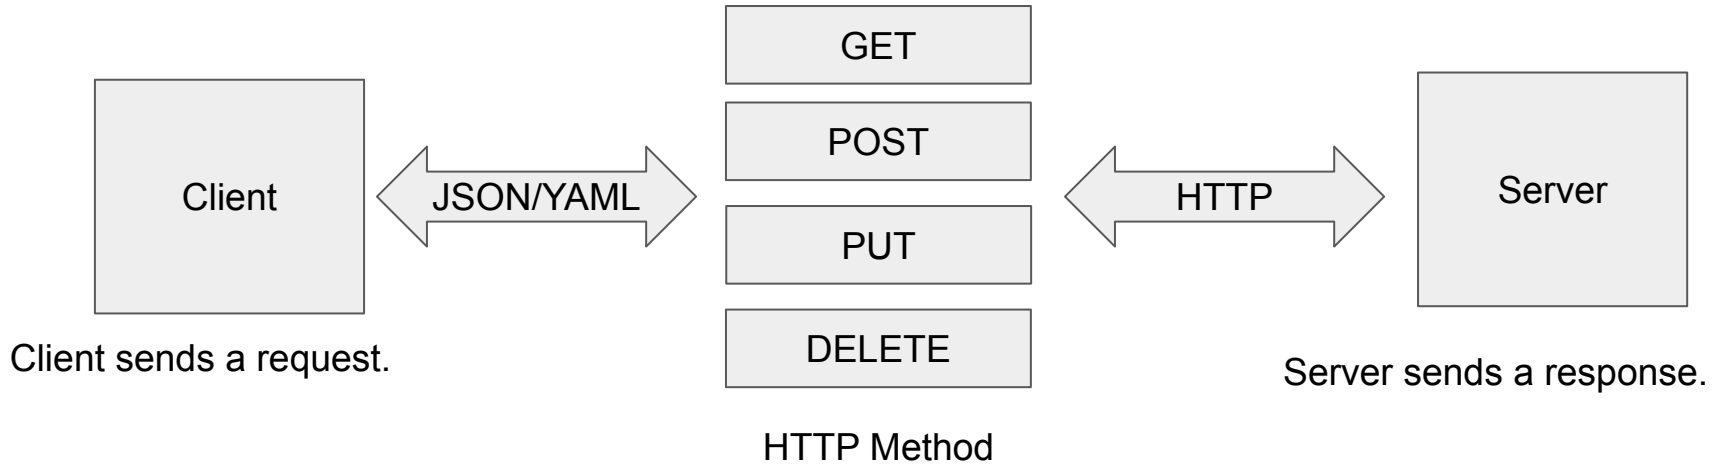 GET
POST
Client
JSON/YAML
HTTP
Server
PUT
DELETE
Client sends a request.
Server sends a response.
HTTP Method